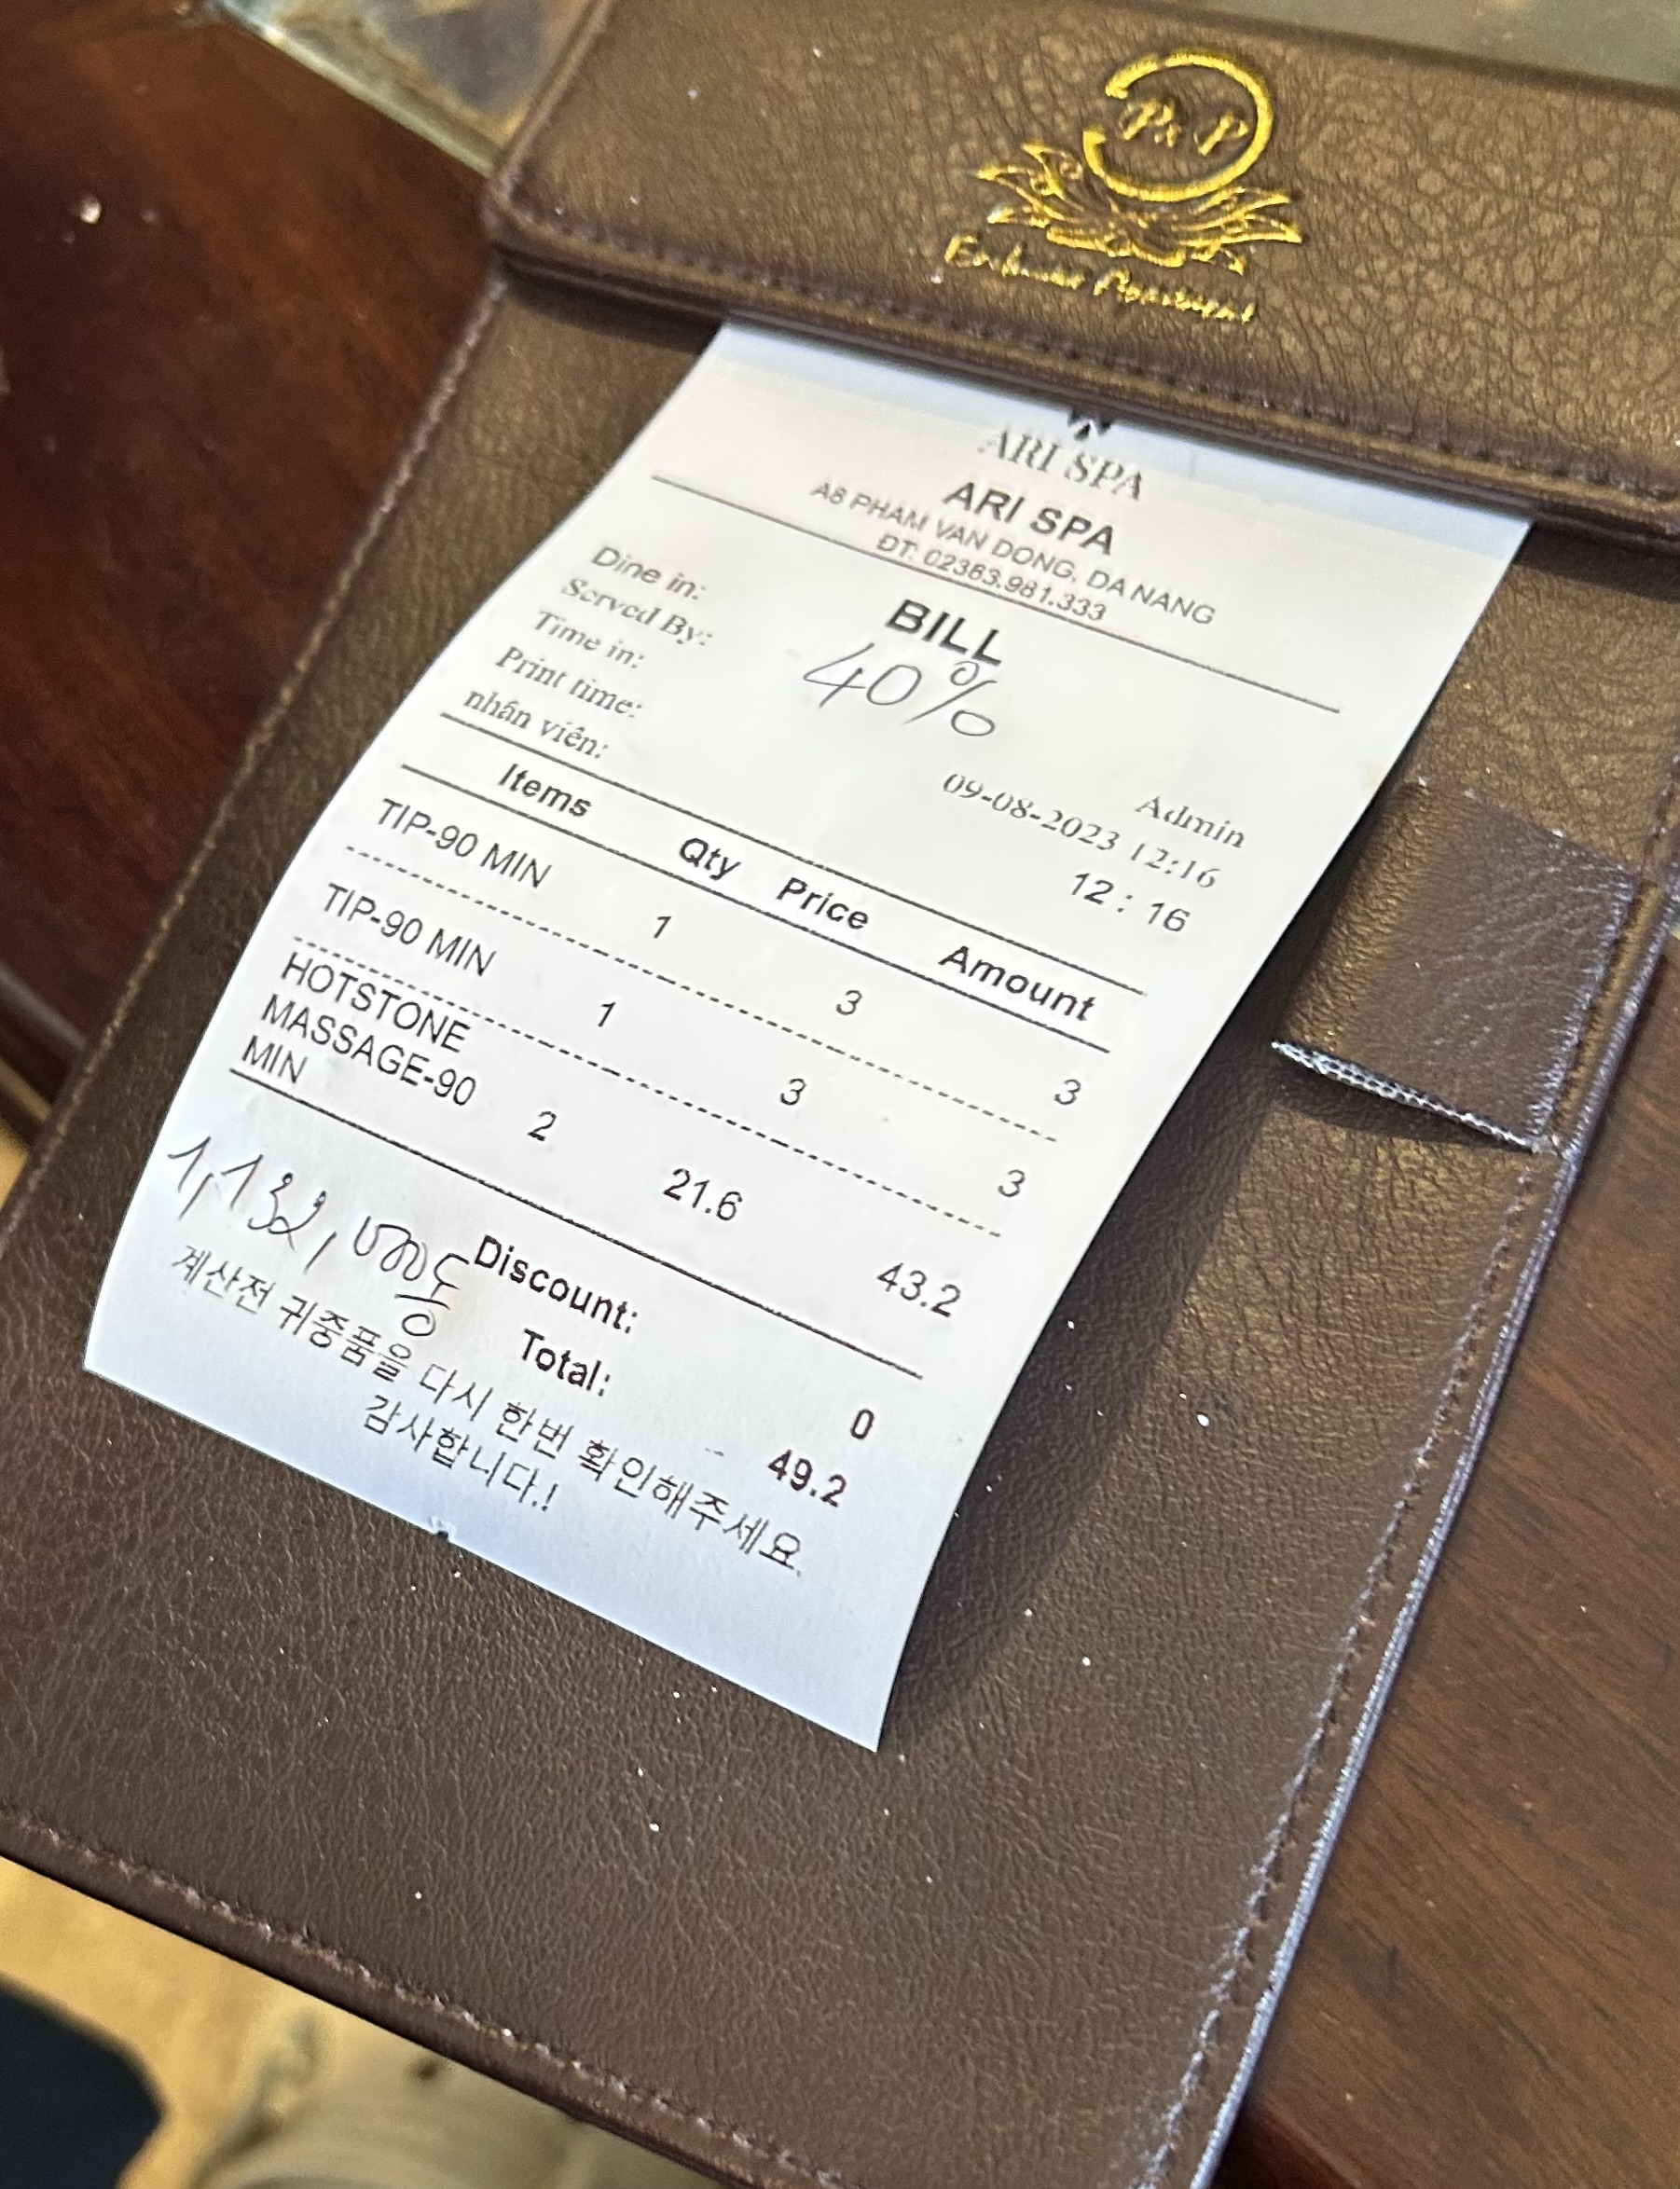 P&P
ARI SPA
ARI SPA
A8 PHAM VAN DONG, DA NANG
ĐT: 02363.981.333
BILL
40%
Dine in:
Served By: Admin
Time in: 09-08-2023 12:16
Print time: 12 : 16
nhân viên:
Items Qty Price Amount
TIP-90 MIN 1 3 3
TIP-90 MIN 1 3 3
HOTSTONE
MASSAGE-90
MIN 2 21.6 43.2
1,132,000동
Discount: 0
Total: 49.2
계산전 귀중품을 다시 한번 확인해주세요.
감사합니다.!